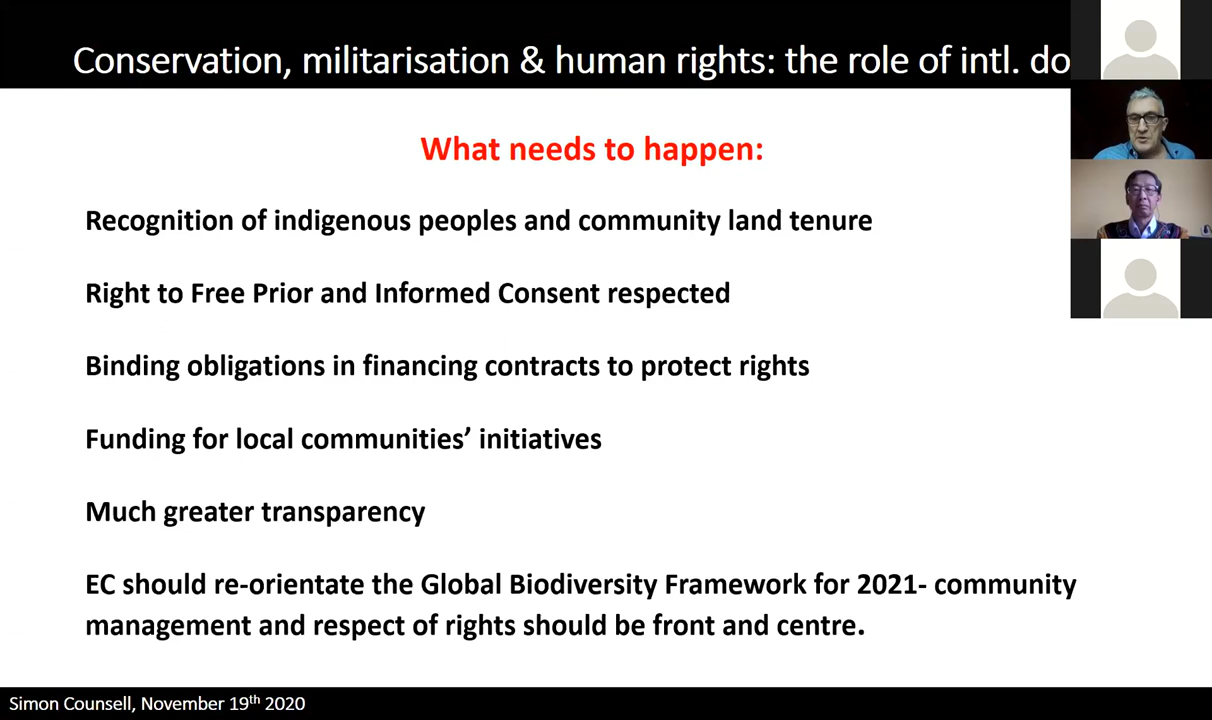 Conservation, militarisation & human rights: the role of intl. do
What needs to happen:
Recognition of indigenous peoples and community land tenure
Right to Free Prior and Informed Consent respected
Binding obligations in financing contracts to protect rights
Funding for local communities’ initiatives
Much greater transparency
EC should re-orientate the Global Biodiversity Framework for 2021- community
management and respect of rights should be front and centre.
Simon Counsell, November 19th 2020